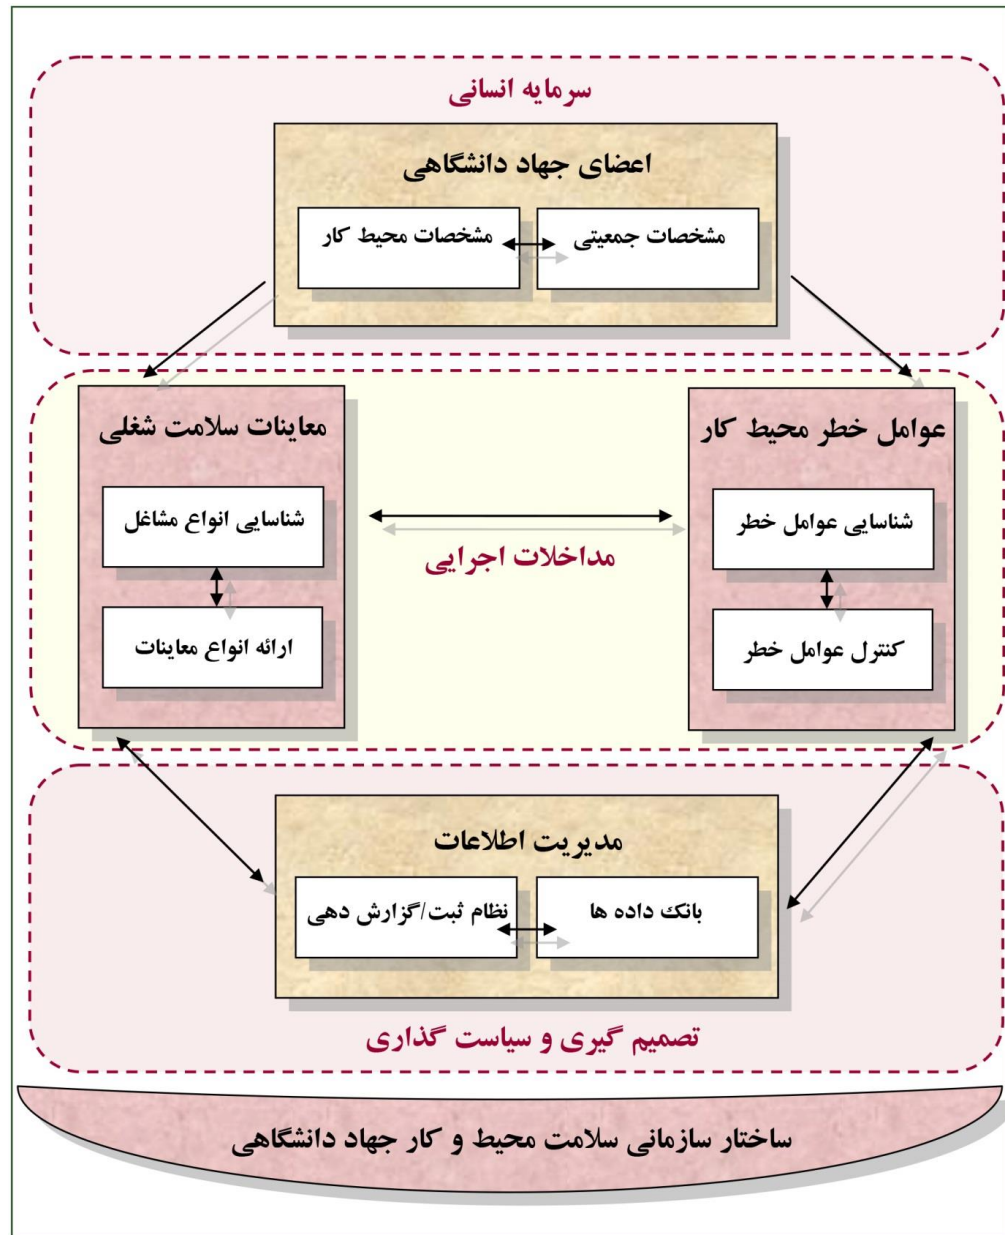 سرمایه انسانی
اعضای جهاد دانشگاهی
مشخصات جمعیتی
مشخصات محیط کار
عوامل خطر محیط کار
شناسایی عوامل خطر
کنترل عوامل خطر
مداخلات اجرایی
معاینات سلامت شغلی
شناسایی انواع مشاغل
ارائه انواع معاینات
مدیریت اطلاعات
بانک داده ها
نظام ثبت/گزارش دهی
تصمیم گیری و سیاست گذاری
ساختار سازمانی سلامت محیط و کار جهاد دانشگاهی